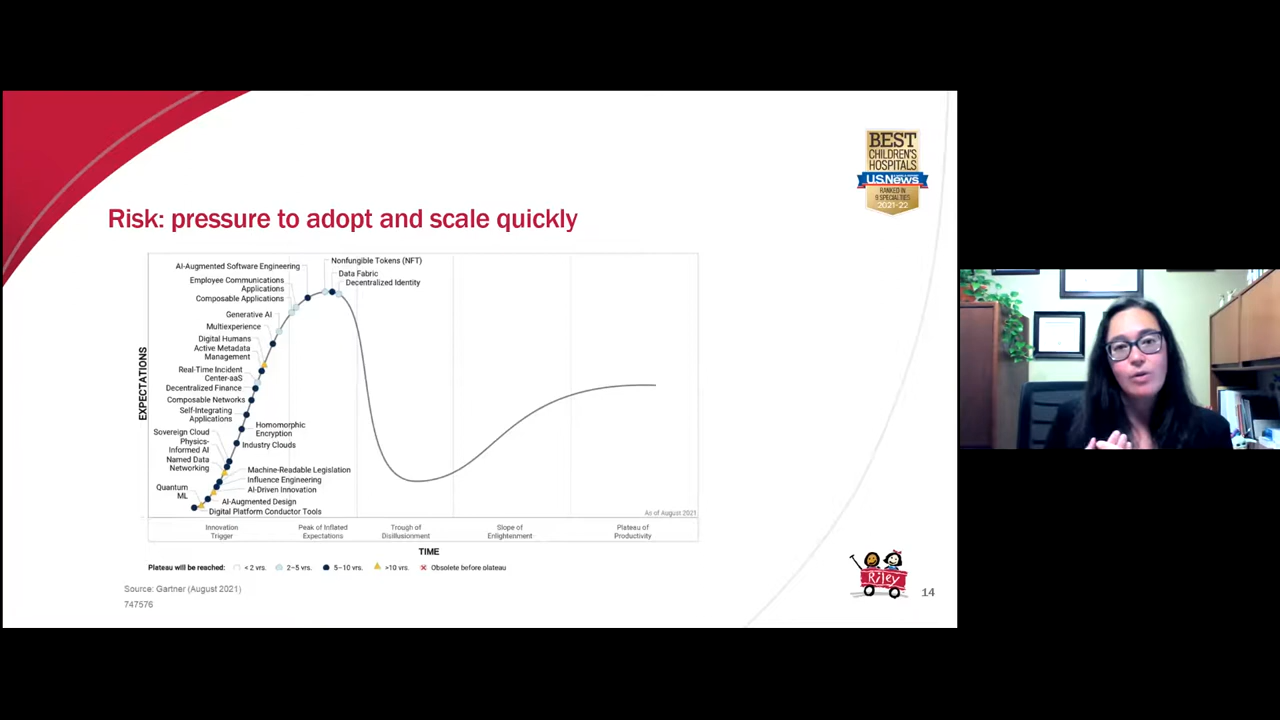 BEST
CHILDREN'S
HOSPITALS
U.S.News
RANKED IN
9 SPECIALTIES
2021-22
Risk: pressure to adopt and scale quickly
Nonfungible Tokens (NFT)
AI-Augmented Software Engineering
Data Fabric
Employee Communications
Applications
Decentralized Identity
Composable Applications
Generative AI
Multiexperience
Digital Humans
Active Metadata
Management
Real-Time Incident
Center-aaS
Decentralized Finance
Composable Networks
Self-Integrating
Applications
Homomorphic
Encryption
Sovereign Cloud
Physics-
Informed AI
Industry Clouds
Named Data
Networking
Machine-Readable Legislation
Influence Engineering
Quantum
ML
AI-Driven Innovation
AI-Augmented Design
Digital Platform Conductor Tools
EXPECTATIONS
As of August 2021
Innovation
Trigger
Peak of Inflated
Expectations
Trough of
Disillusionment
Slope of
Enlightenment
Plateau of
Productivity
TIME
Plateau will be reached: < 2 yrs. 2–5 yrs. 5–10 yrs. >10 yrs. Obsolete before plateau
Source: Gartner (August 2021)
747576
Riley
14